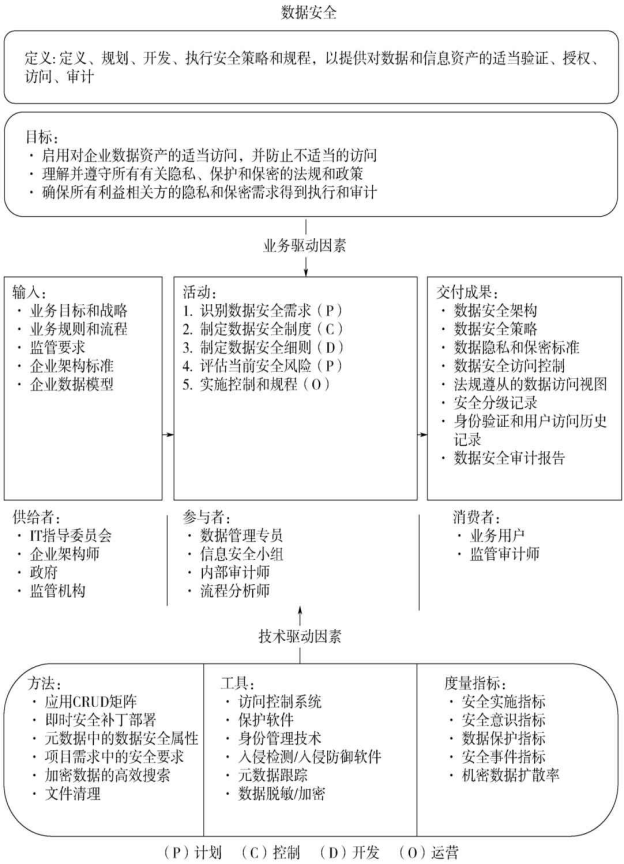 数据安全
定义: 定义、规划、开发、执行安全策略和规程，以提供对数据和信息资产的适当验证、授权、
访问、审计
目标:
· 启用对企业数据资产的适当访问，并防止不适当的访问
· 理解并遵守所有有关隐私、保护和保密的法规和政策
· 确保所有利益相关方的隐私和保密需求得到执行和审计
业务驱动因素
输入:
· 业务目标和战略
· 业务规则和流程
· 监管要求
· 企业架构标准
· 企业数据模型
活动:
1. 识别数据安全需求（P）
2. 制定数据安全制度（C）
3. 制定数据安全细则（D）
4. 评估当前安全风险（P）
5. 实施控制和规程（O）
交付成果:
· 数据安全架构
· 数据安全策略
· 数据隐私和保密标准
· 数据安全访问控制
· 法规遵从的数据访问视图
· 安全分级记录
· 身份验证和用户访问历史
记录
· 数据安全审计报告
供给者:
· IT指导委员会
· 企业架构师
· 政府
· 监管机构
参与者:
· 数据管理专员
· 信息安全小组
· 内部审计师
· 流程分析师
消费者:
· 业务用户
· 监管审计师
技术驱动因素
方法:
· 应用CRUD矩阵
· 即时安全补丁部署
· 元数据中的数据安全属性
· 项目需求中的安全要求
· 加密数据的高效搜索
· 文件清理
工具:
· 访问控制系统
· 保护软件
· 身份管理技术
· 入侵检测/入侵防御软件
· 元数据跟踪
· 数据脱敏/加密
度量指标:
· 安全实施指标
· 安全意识指标
· 数据保护指标
· 安全事件指标
· 机密数据扩散率
（P）计划 （C）控制 （D）开发 （O）运营